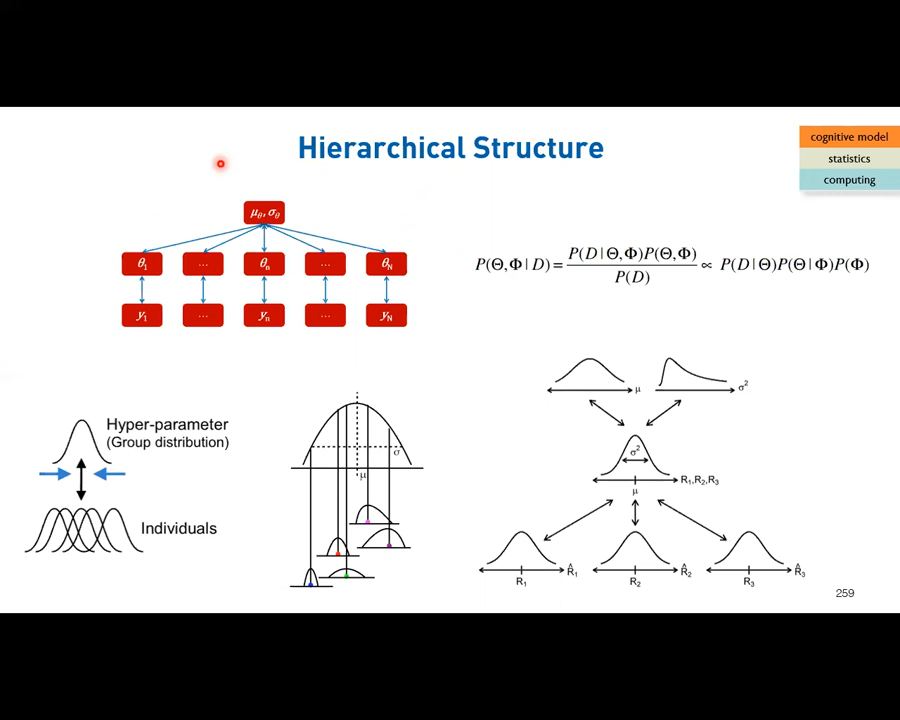 Hierarchical Structure
cognitive model
statistics
computing
μθ, σθ
θ1 ... θn ... θN
y1 ... yn ... yN
P(Θ,Φ | D) = P(D | Θ,Φ)P(Θ,Φ) / P(D) ∝ P(D | Θ)P(Θ | Φ)P(Φ)
Hyper-parameter
(Group distribution)
Individuals
σ
μ
μ σ²
σ²
R₁,R₂,R₃
μ
R̂₁ R̂₂ R̂₃
R₁ R₂ R₃
259